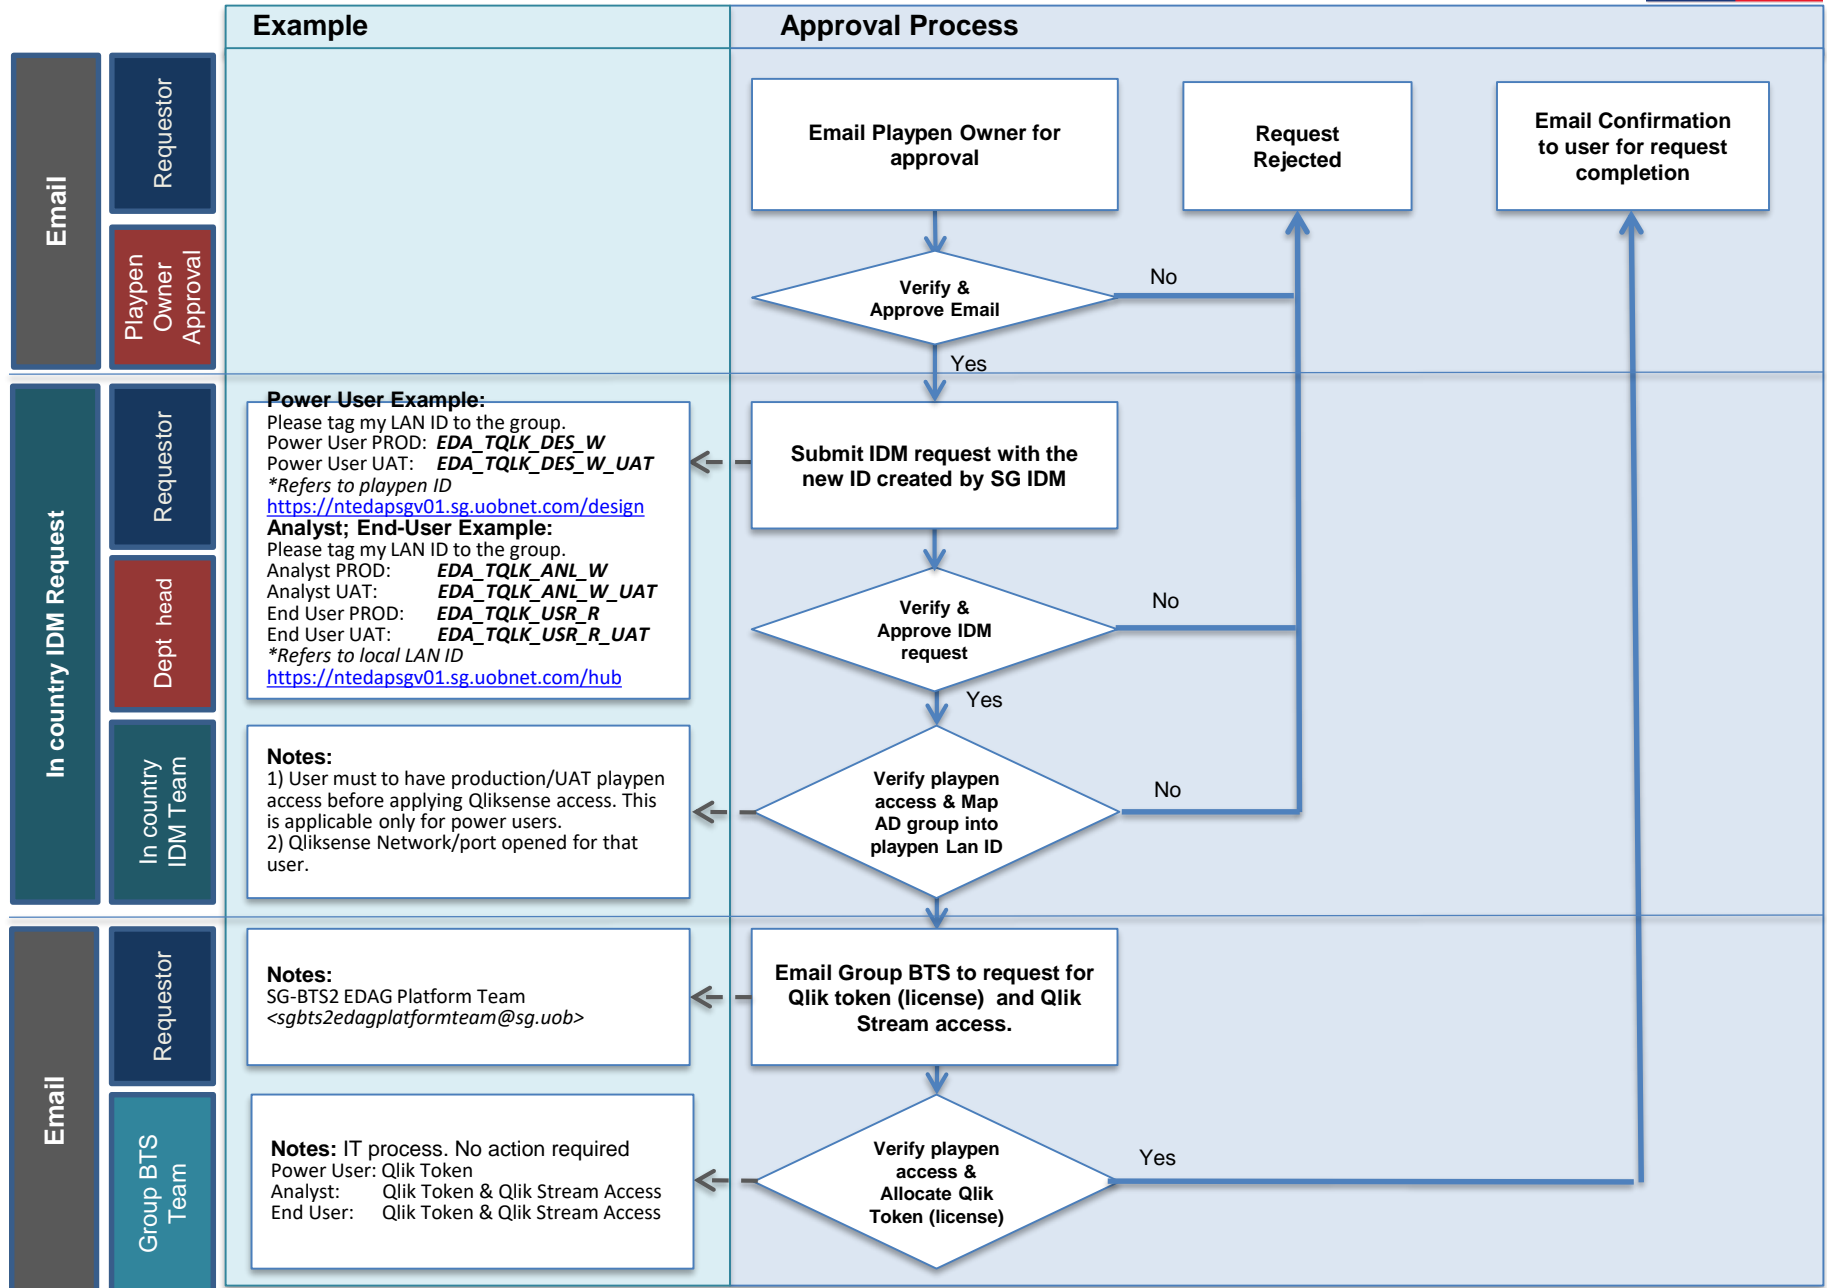 Example
Approval Process
Email
Requestor
Playpen
Owner
Approval
Email Playpen Owner for
approval
Request
Rejected
Email Confirmation
to user for request
completion
Verify &
Approve Email
No
Yes
In country IDM Request
Requestor
Dept head
In country
IDM Team
Power User Example:
Please tag my LAN ID to the group.
Power User PROD: EDA_TQLK_DES_W
Power User UAT: EDA_TQLK_DES_W_UAT
*Refers to playpen ID
https://ntedapsgv01.sg.uobnet.com/design
Analyst; End-User Example:
Please tag my LAN ID to the group.
Analyst PROD: EDA_TQLK_ANL_W
Analyst UAT: EDA_TQLK_ANL_W_UAT
End User PROD: EDA_TQLK_USR_R
End User UAT: EDA_TQLK_USR_R_UAT
*Refers to local LAN ID
https://ntedapsgv01.sg.uobnet.com/hub
Submit IDM request with the
new ID created by SG IDM
Verify &
Approve IDM
request
No
Yes
Notes:
1) User must to have production/UAT playpen
access before applying Qliksense access. This
is applicable only for power users.
2) Qliksense Network/port opened for that
user.
Verify playpen
access & Map
AD group into
playpen Lan ID
No
Email
Requestor
Group BTS
Team
Notes:
SG-BTS2 EDAG Platform Team
<sgbts2edagplatformteam@sg.uob>
Email Group BTS to request for
Qlik token (license) and Qlik
Stream access.
Notes: IT process. No action required
Power User: Qlik Token
Analyst: Qlik Token & Qlik Stream Access
End User: Qlik Token & Qlik Stream Access
Verify playpen
access &
Allocate Qlik
Token (license)
Yes